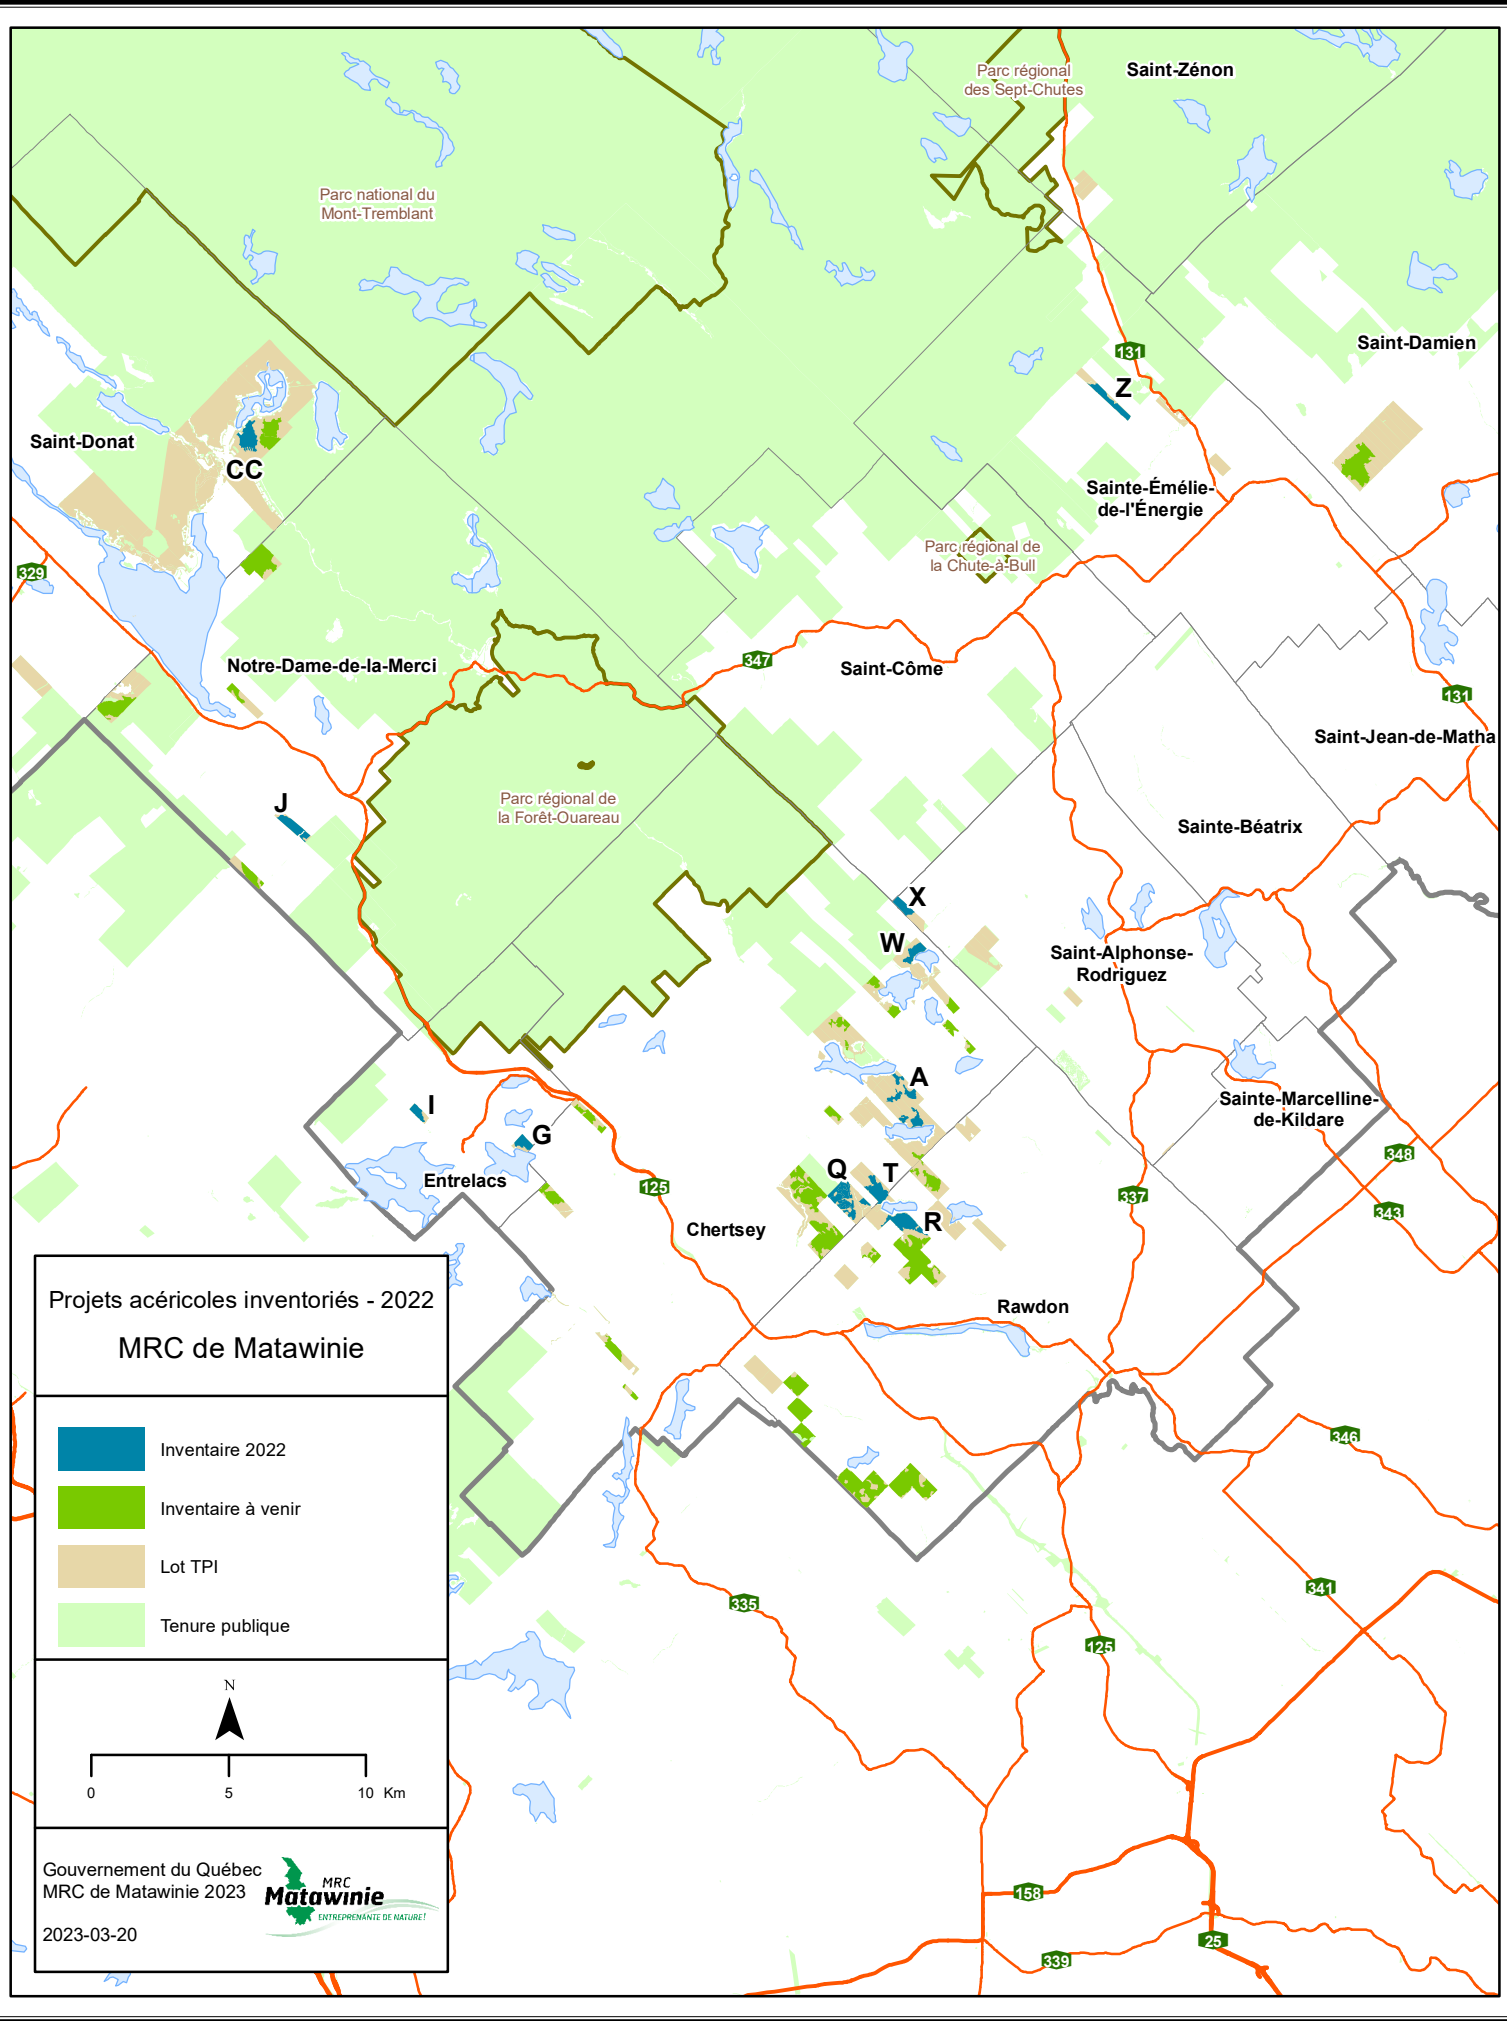 Parc régional
des Sept-Chutes
Saint-Zénon
Parc national du
Mont-Tremblant
131
Saint-Damien
Z
Saint-Donat
CC
Sainte-Émélie-
de-l'Énergie
Parc régional de
la Chute-à-Bull
329
Notre-Dame-de-la-Merci
347
Saint-Côme
131
Saint-Jean-de-Matha
J
Parc régional de
la Forêt-Ouareau
Sainte-Béatrix
X
W
Saint-Alphonse-
Rodriguez
A
I
Sainte-Marcelline-
de-Kildare
G
348
Q
T
Entrelacs
125
337
343
R
Chertsey
Rawdon
346
341
335
125
158
25
339
Projets acéricoles inventoriés - 2022
MRC de Matawinie
Inventaire 2022
Inventaire à venir
Lot TPI
Tenure publique
N
0 5 10 Km
Gouvernement du Québec
MRC de Matawinie 2023
2023-03-20
MRC
Matawinie
ENTREPRENANTE DE NATURE!